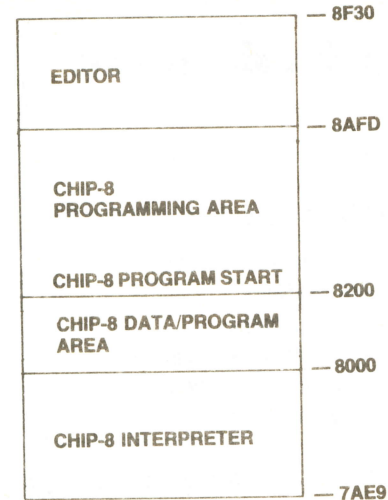 8F30
EDITOR
8AFD
CHIP-8
PROGRAMMING AREA
CHIP-8 PROGRAM START
8200
CHIP-8 DATA/PROGRAM
AREA
8000
CHIP-8 INTERPRETER
7AE9